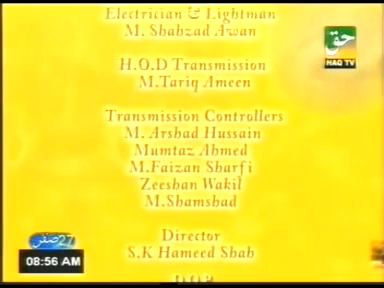 Electrician & Lightman
M. Shahzad Awan
H.O.D Transmission
M.Tariq Ameen
Transmission Controllers
M. Arshad Hussain
Mumtaz Ahmed
M.Faizan Sharfi
Zeeshan Wakil
M.Shamshad
Director
S.K Hameed Shah
D.O.P
حق
HAQ TV
27 صفر
08:56 AM